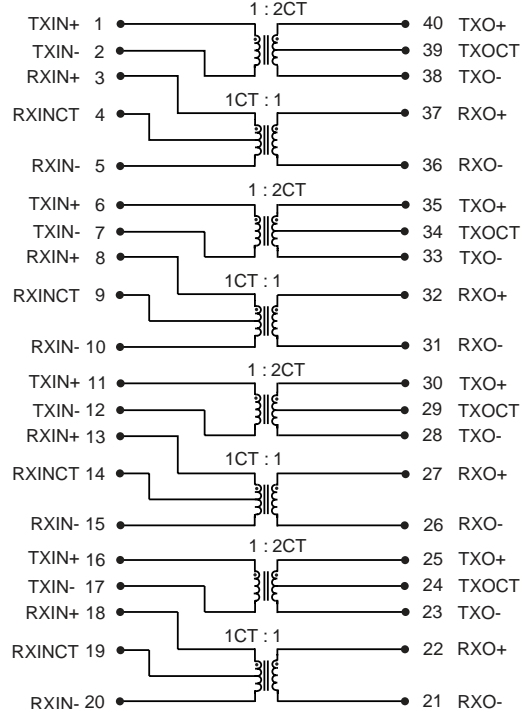 1 : 2CT
TXIN+ 1 40 TXO+
TXIN- 2 39 TXOCT
RXIN+ 3 38 TXO-
1CT : 1
RXINCT 4 37 RXO+
RXIN- 5 36 RXO-
1 : 2CT
TXIN+ 6 35 TXO+
TXIN- 7 34 TXOCT
RXIN+ 8 33 TXO-
1CT : 1
RXINCT 9 32 RXO+
RXIN- 10 31 RXO-
1 : 2CT
TXIN+ 11 30 TXO+
TXIN- 12 29 TXOCT
RXIN+ 13 28 TXO-
1CT : 1
RXINCT 14 27 RXO+
RXIN- 15 26 RXO-
1 : 2CT
TXIN+ 16 25 TXO+
TXIN- 17 24 TXOCT
RXIN+ 18 23 TXO-
1CT : 1
RXINCT 19 22 RXO+
RXIN- 20 21 RXO-